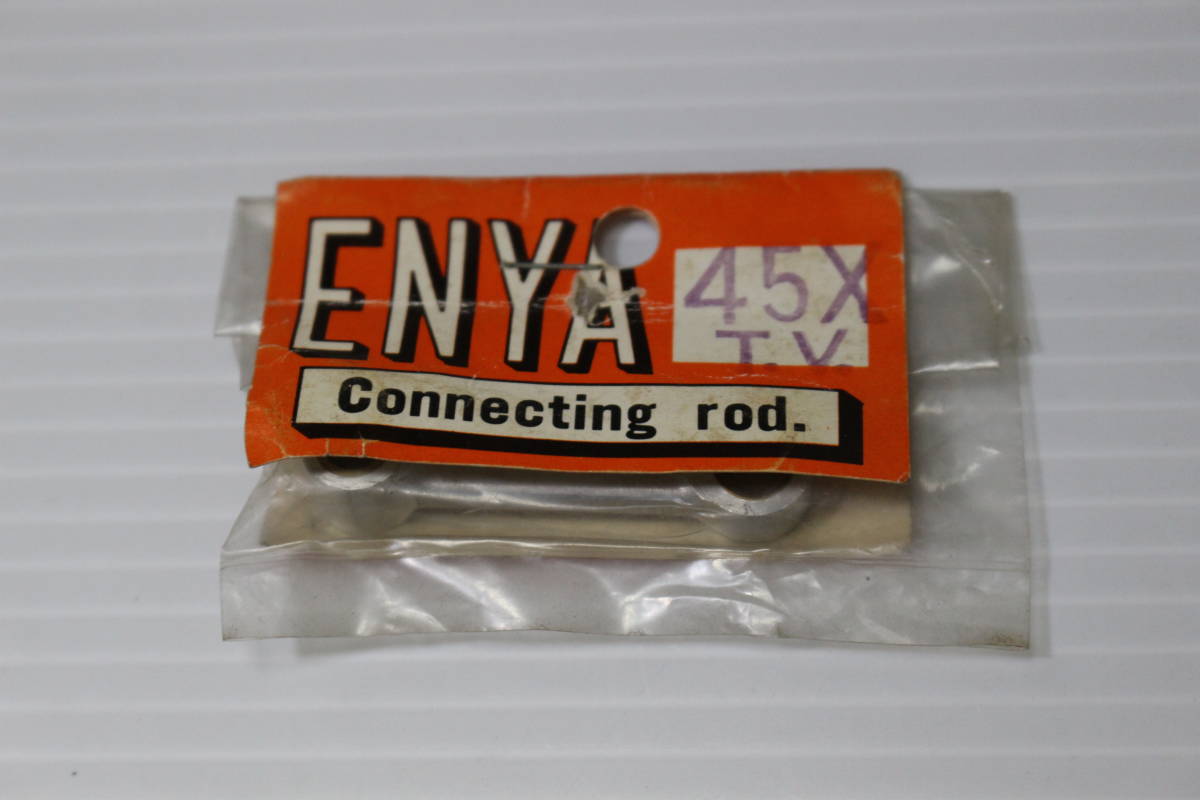 ENYA
45X
T.V.
Connecting rod.